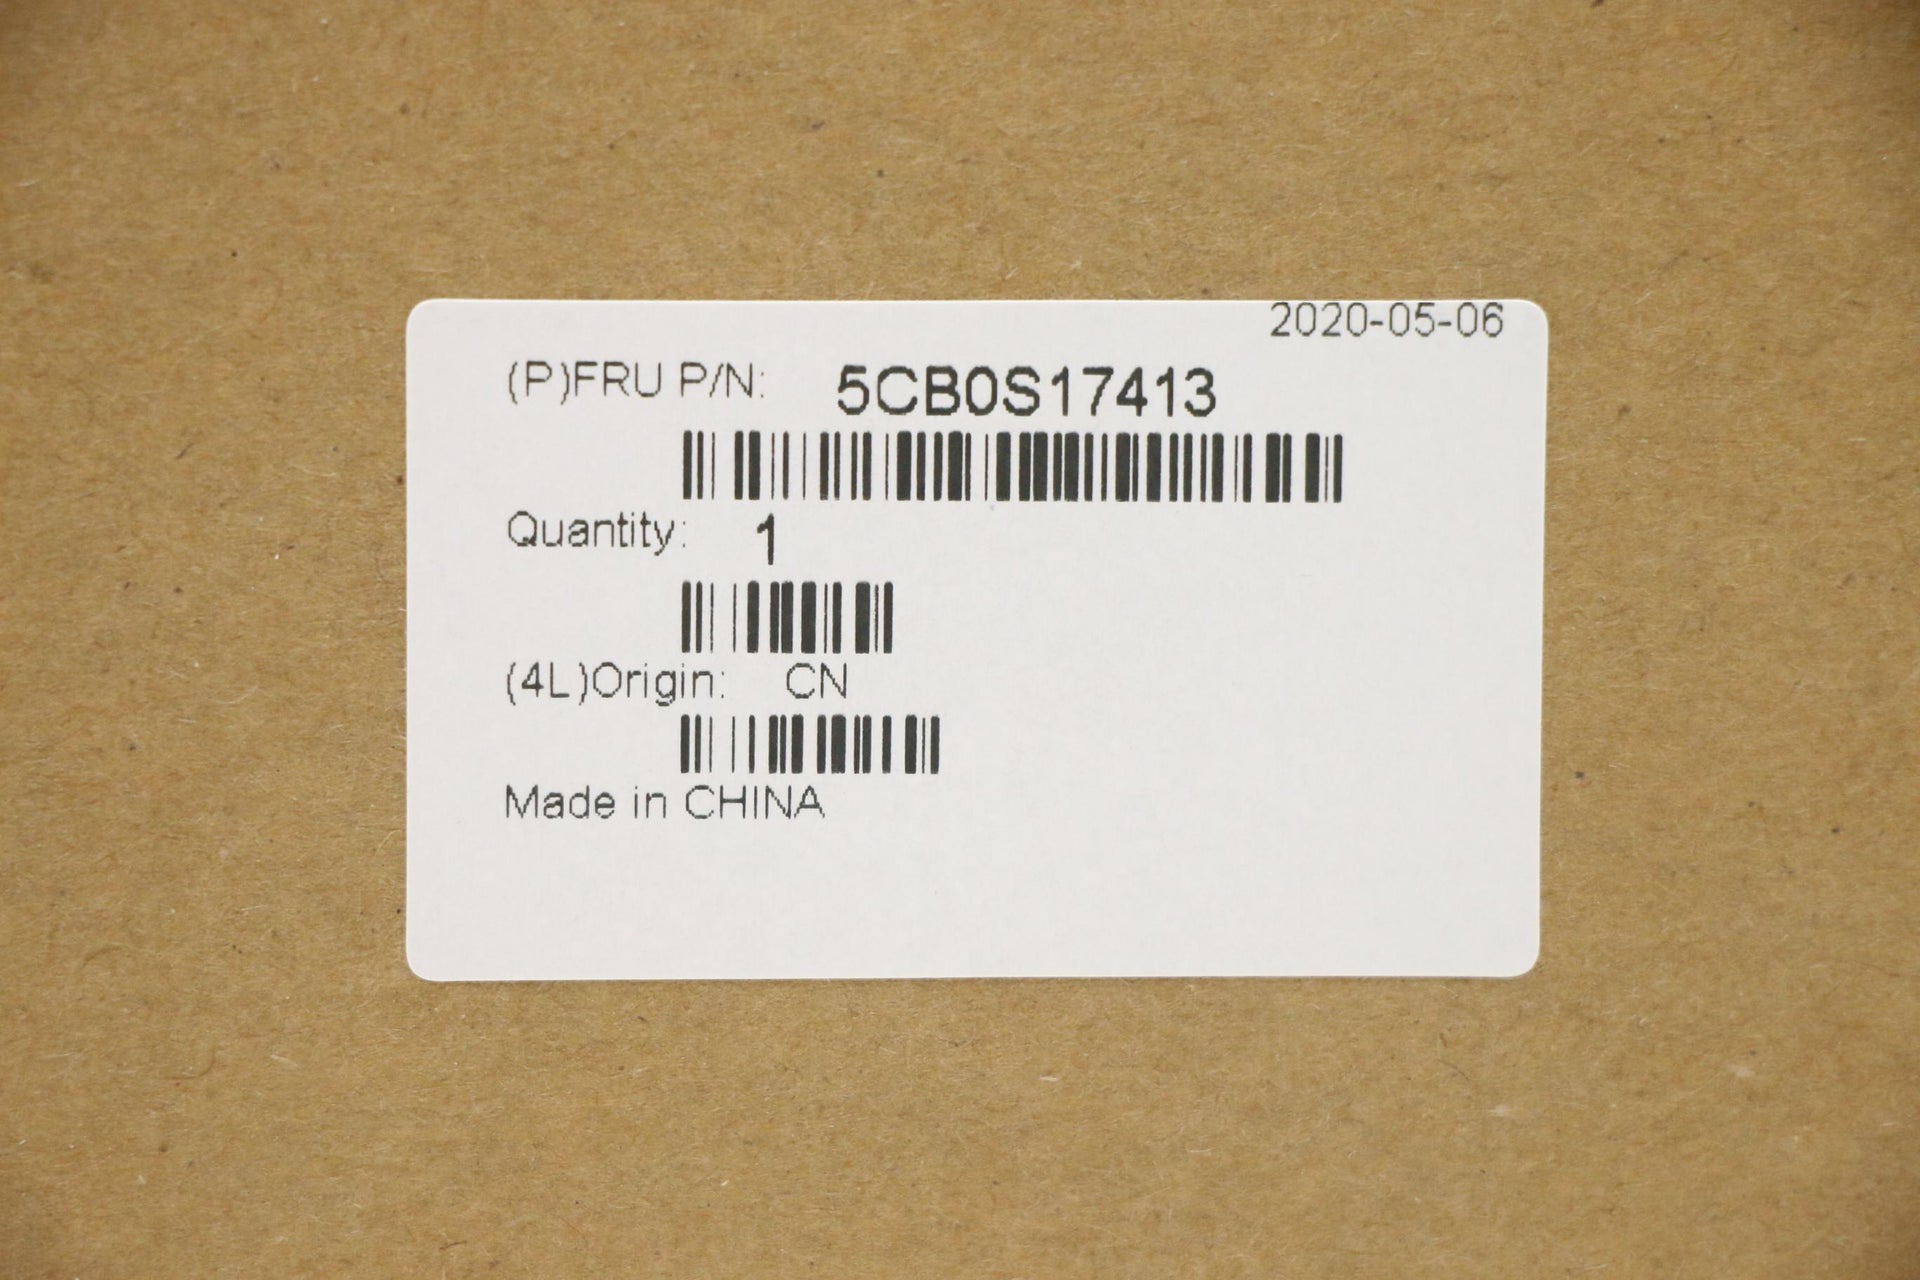 2020-05-06
(P)FRU P/N: 5CB0S17413
Quantity: 1
(4L)Origin: CN
Made in CHINA